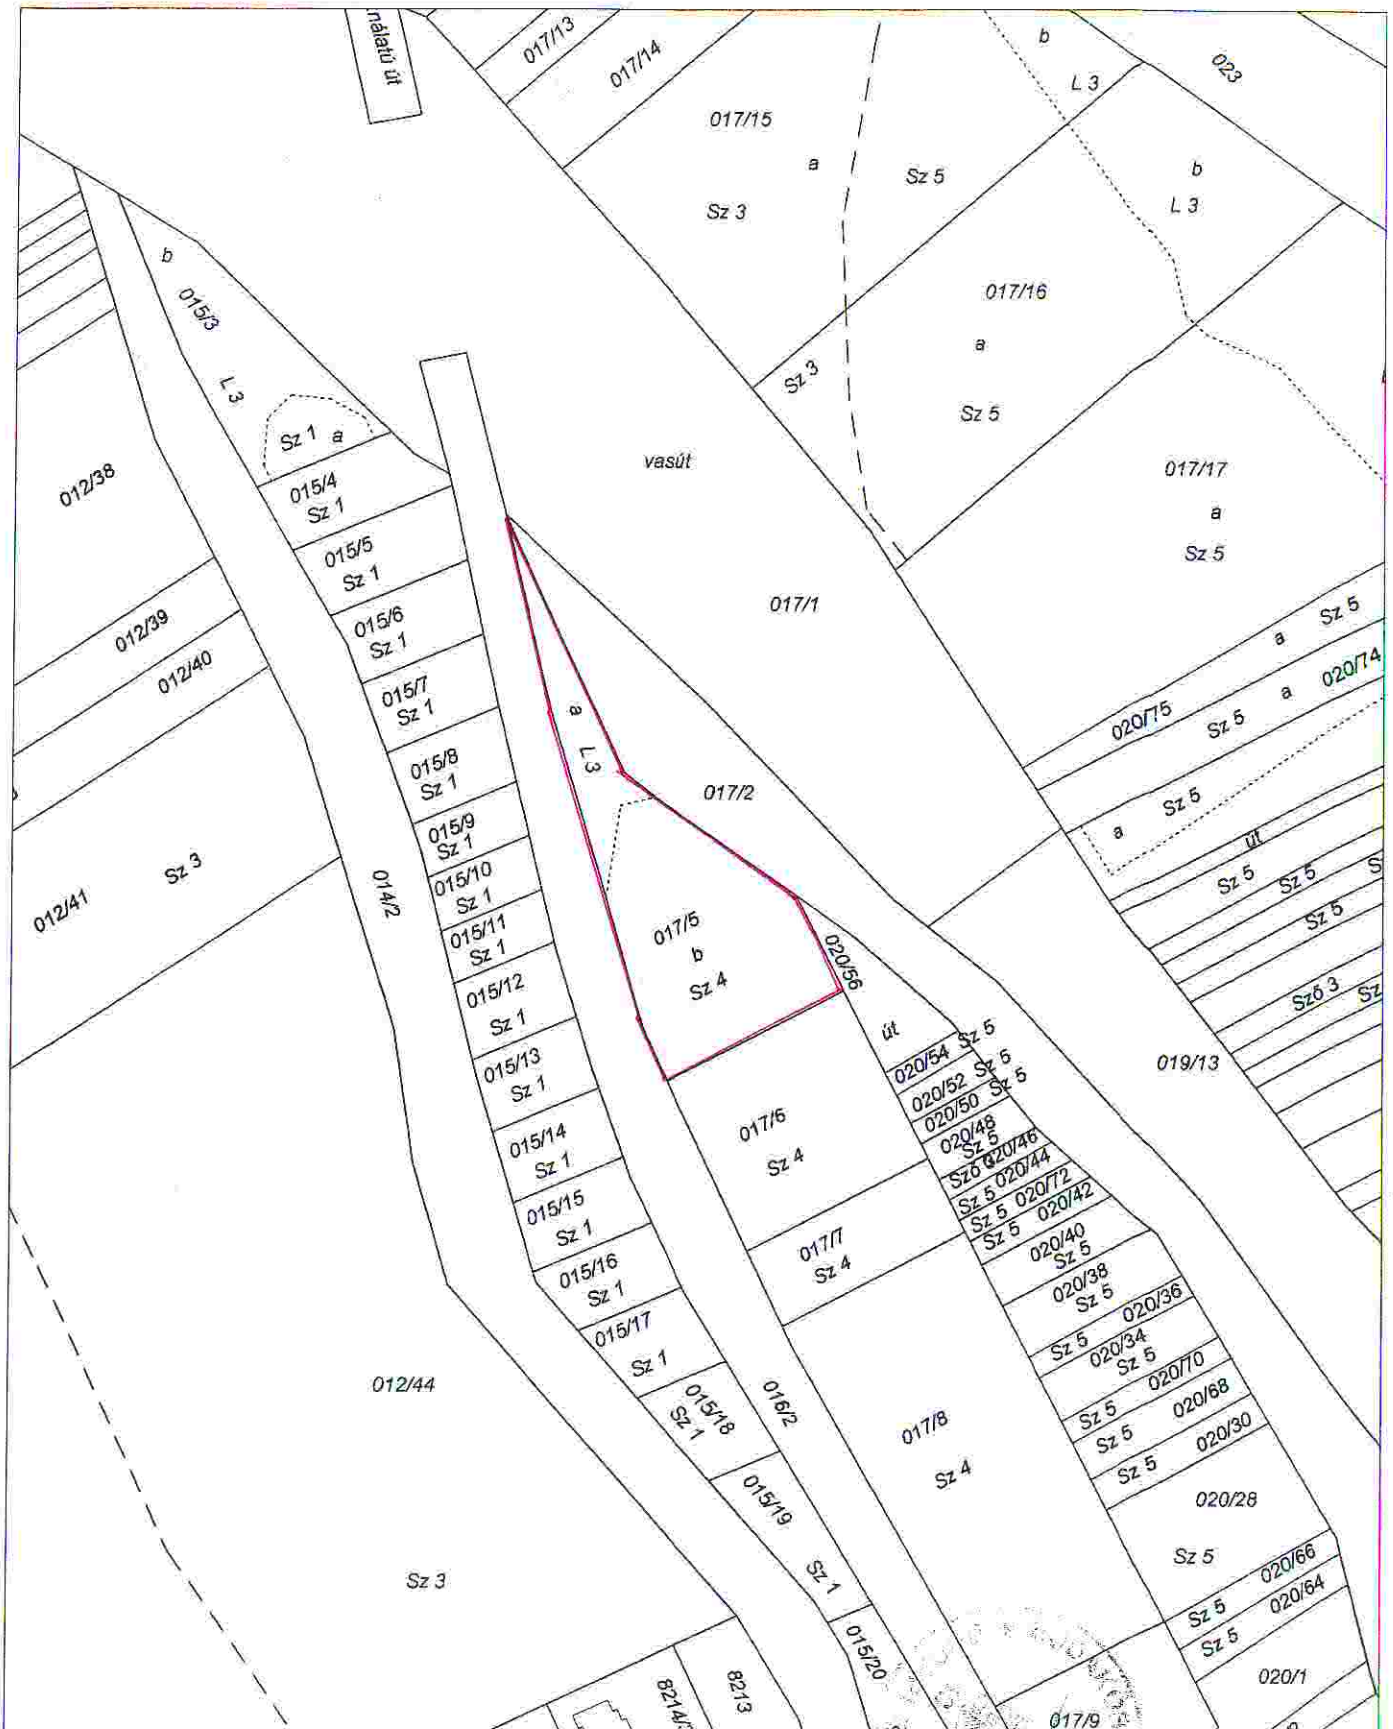 nálatú út
017/13
017/14
b
L 3
023
017/15
a
Sz 5
Sz 3
b
L 3
b
015/3
L 3
017/16
a
Sz 3
Sz 5
Sz 1 a
vasút
012/38
015/4
Sz 1
017/17
a
Sz 5
015/5
Sz 1
017/1
012/39
015/6
Sz 1
a
Sz 5
012/40
015/7
Sz 1
a
020/74
020/75
Sz 5
a
L 3
015/8
Sz 1
017/2
Sz 5
a
015/9
Sz 1
út
Sz 3
015/10
Sz 1
Sz 5
Sz 5
012/41
014/2
015/11
Sz 1
017/5
b
Sz 4
020/56
Sz 5
015/12
Sz 1
Sző 3
Sz
út
015/13
Sz 1
020/54 Sz 5
019/13
020/52 Sz 5
020/50 Sz 5
017/6
Sz 4
020/48
Sz 5
015/14
Sz 1
020/46
Sz 5 020/44
Sz 5 020/72
Sz 5 020/42
015/15
Sz 1
017/7
Sz 4
020/40
Sz 5
015/16
Sz 1
020/38
Sz 5
020/36
015/17
Sz 1
Sz 5
020/34
Sz 5
020/70
012/44
Sz 5
020/68
015/18
Sz 1
016/2
017/8
Sz 4
Sz 5
020/30
Sz 5
015/19
Sz 1
020/28
Sz 5
Sz 3
020/66
Sz 5
020/64
Sz 5
015/20
020/1
8213
8214/
017/9